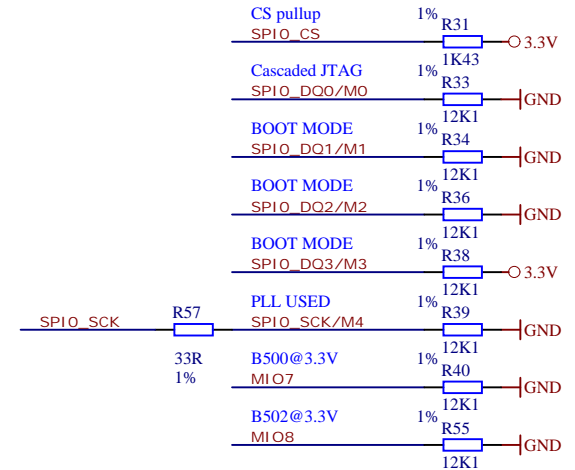 CS pullup 1% R31
SPI0_CS 3.3V
1K43
Cascaded JTAG 1% R33
SPI0_DQ0/M0 GND
12K1
BOOT MODE 1% R34
SPI0_DQ1/M1 GND
12K1
BOOT MODE 1% R36
SPI0_DQ2/M2 GND
12K1
BOOT MODE 1% R38
SPI0_DQ3/M3 3.3V
12K1
PLL USED 1% R39
SPI0_SCK R57 SPI0_SCK/M4 GND
33R 12K1
1%
B500@3.3V 1% R40
MIO7 GND
12K1
B502@3.3V 1% R55
MIO8 GND
12K1